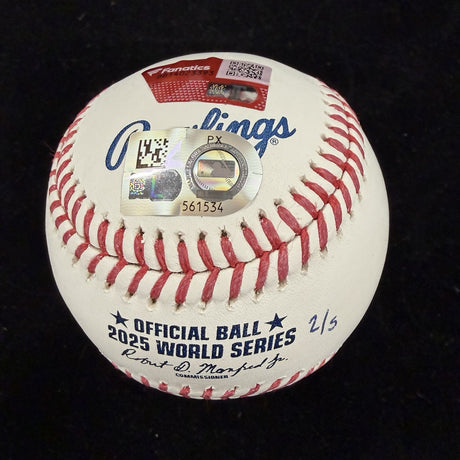 Fanatics
Rawlings®
PX
561534
★ OFFICIAL BALL ★
2025 WORLD SERIES
2/5
Robert D. Manfred Jr.
COMMISSIONER